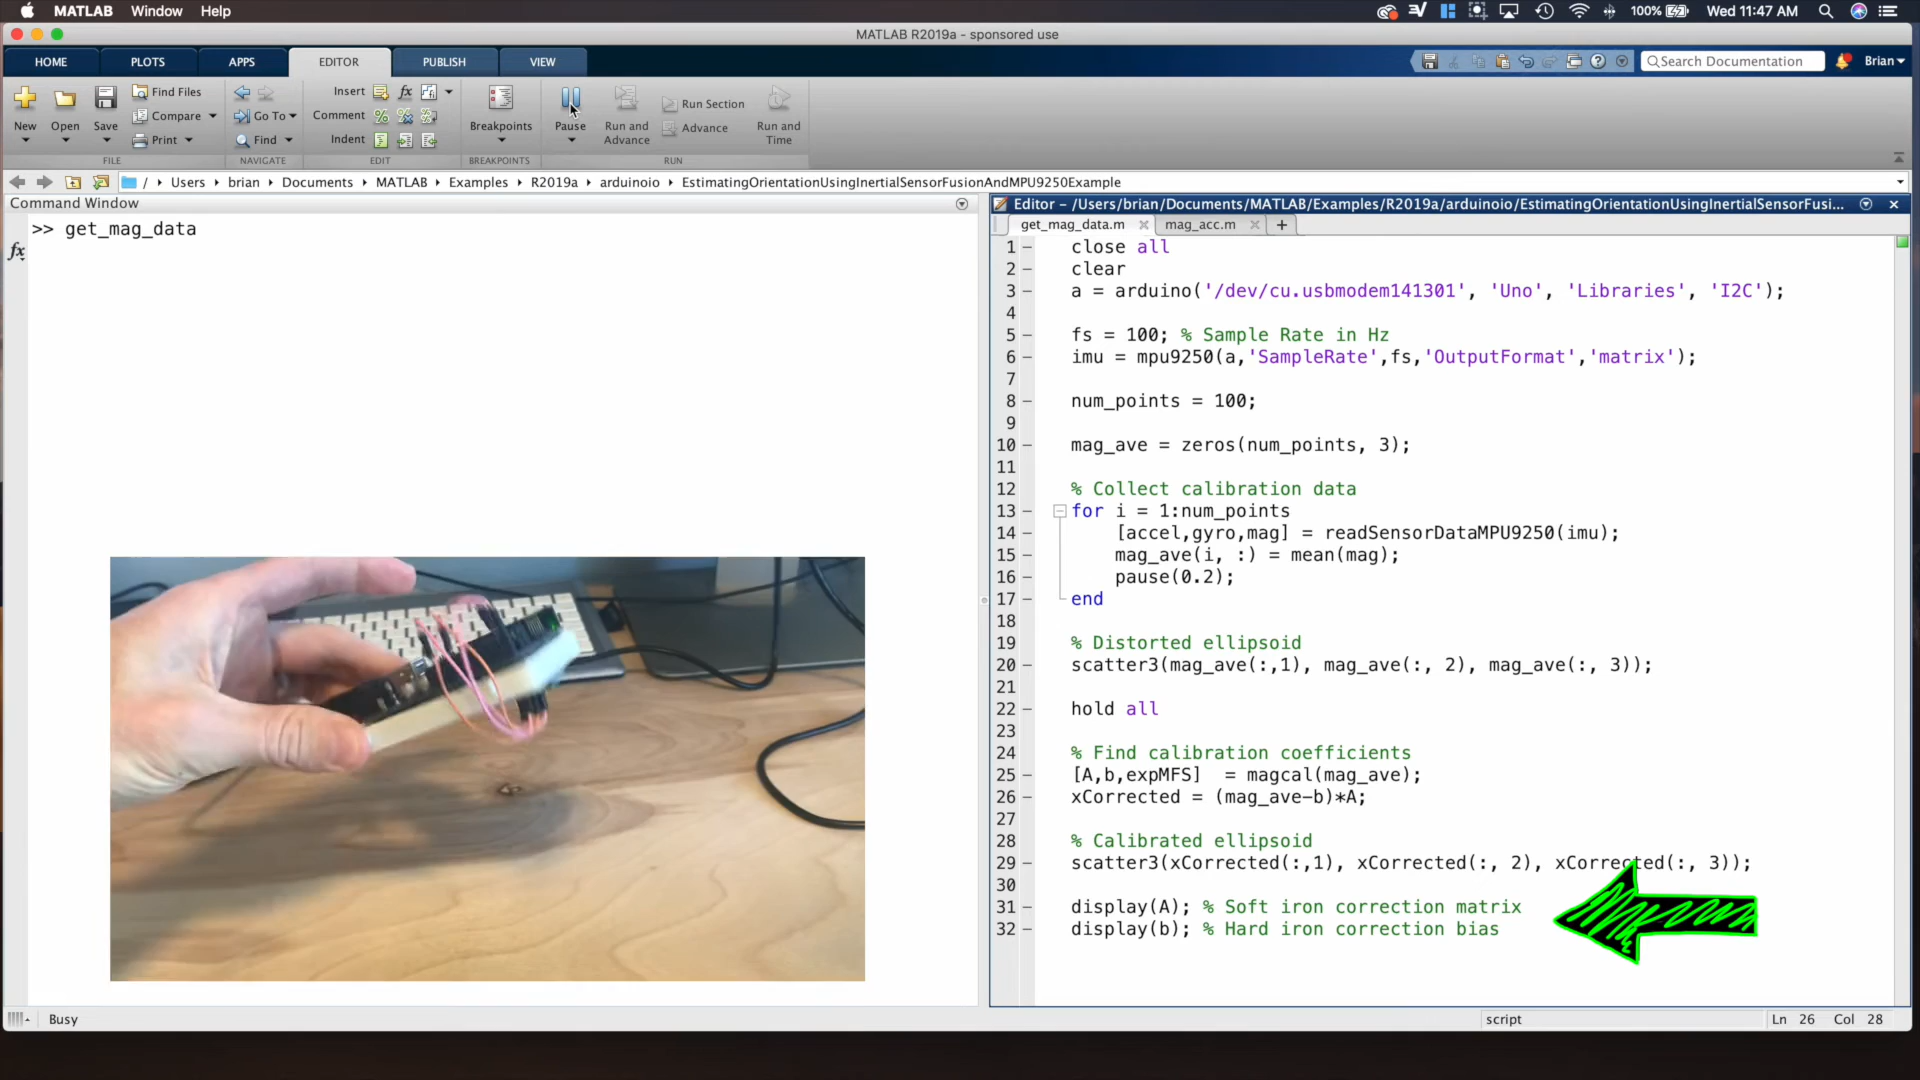 MATLAB Window Help
100% Wed 11:47 AM
MATLAB R2019a - sponsored use
HOME PLOTS APPS EDITOR PUBLISH VIEW
Search Documentation Brian
New Open Save
Find Files
Compare
Print
FILE
Go To
Find
NAVIGATE
Insert fx
Comment
Indent
EDIT
Breakpoints
BREAKPOINTS
Pause
Run and Advance
Run Section
Advance
Run and Time
RUN
/ Users brian Documents MATLAB Examples R2019a arduinoio EstimatingOrientationUsingInertialSensorFusionAndMPU9250Example
Command Window
>> get_mag_data
fx
Editor - /Users/brian/Documents/MATLAB/Examples/R2019a/arduinoio/EstimatingOrientationUsingInertialSensorFusi...
get_mag_data.m mag_acc.m +
1 – close all
2 – clear
3 – a = arduino('/dev/cu.usbmodem141301', 'Uno', 'Libraries', 'I2C');
4
5 – fs = 100; % Sample Rate in Hz
6 – imu = mpu9250(a,'SampleRate',fs,'OutputFormat','matrix');
7
8 – num_points = 100;
9
10 – mag_ave = zeros(num_points, 3);
11
12 % Collect calibration data
13 – for i = 1:num_points
14 – [accel,gyro,mag] = readSensorDataMPU9250(imu);
15 – mag_ave(i, :) = mean(mag);
16 – pause(0.2);
17 – end
18
19 % Distorted ellipsoid
20 – scatter3(mag_ave(:,1), mag_ave(:, 2), mag_ave(:, 3));
21
22 – hold all
23
24 % Find calibration coefficients
25 – [A,b,expMFS] = magcal(mag_ave);
26 – xCorrected = (mag_ave-b)*A;
27
28 % Calibrated ellipsoid
29 – scatter3(xCorrected(:,1), xCorrected(:, 2), xCorrected(:, 3));
30
31 – display(A); % Soft iron correction matrix
32 – display(b); % Hard iron correction bias
Busy
script Ln 26 Col 28